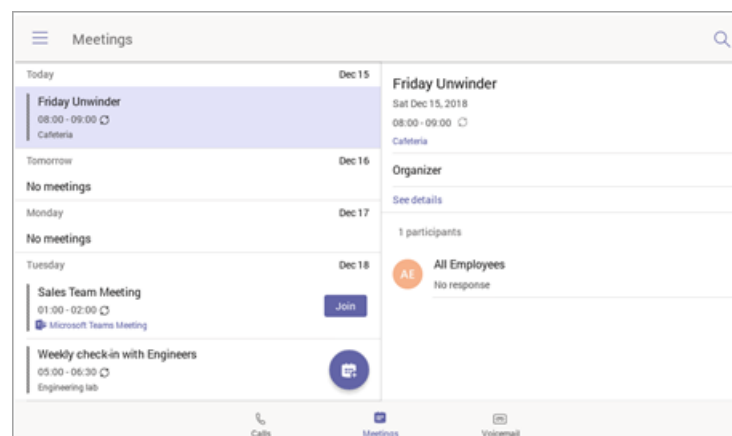 Meetings
Today Dec 15
Friday Unwinder
08:00 - 09:00
Cafeteria
Tomorrow Dec 16
No meetings
Monday Dec 17
No meetings
Tuesday Dec 18
Sales Team Meeting
01:00 - 02:00
Join
Microsoft Teams Meeting
Weekly check-in with Engineers
05:00 - 06:30
Engineering lab
Friday Unwinder
Sat Dec 15, 2018
08:00 - 09:00
Cafeteria
Organizer
See details
1 participants
AE
All Employees
No response
Calls
Meetings
Voicemail